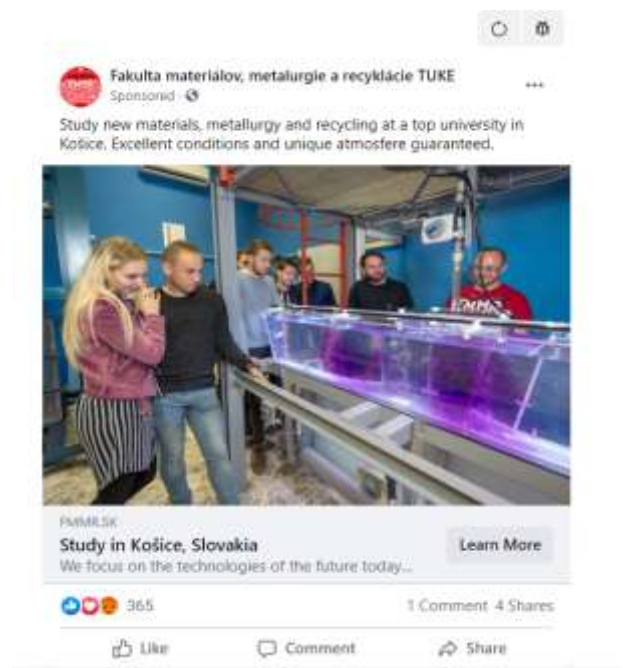 Fakulta materiálov, metalurgie a recyklácie TUKE
Sponsored
Study new materials, metallurgy and recycling at a top university in
Košice. Excellent conditions and unique atmosfere guaranteed.
FMMR
FMMR.SK
Study in Košice, Slovakia
Learn More
We focus on the technologies of the future today...
365
1 Comment 4 Shares
Like
Comment
Share